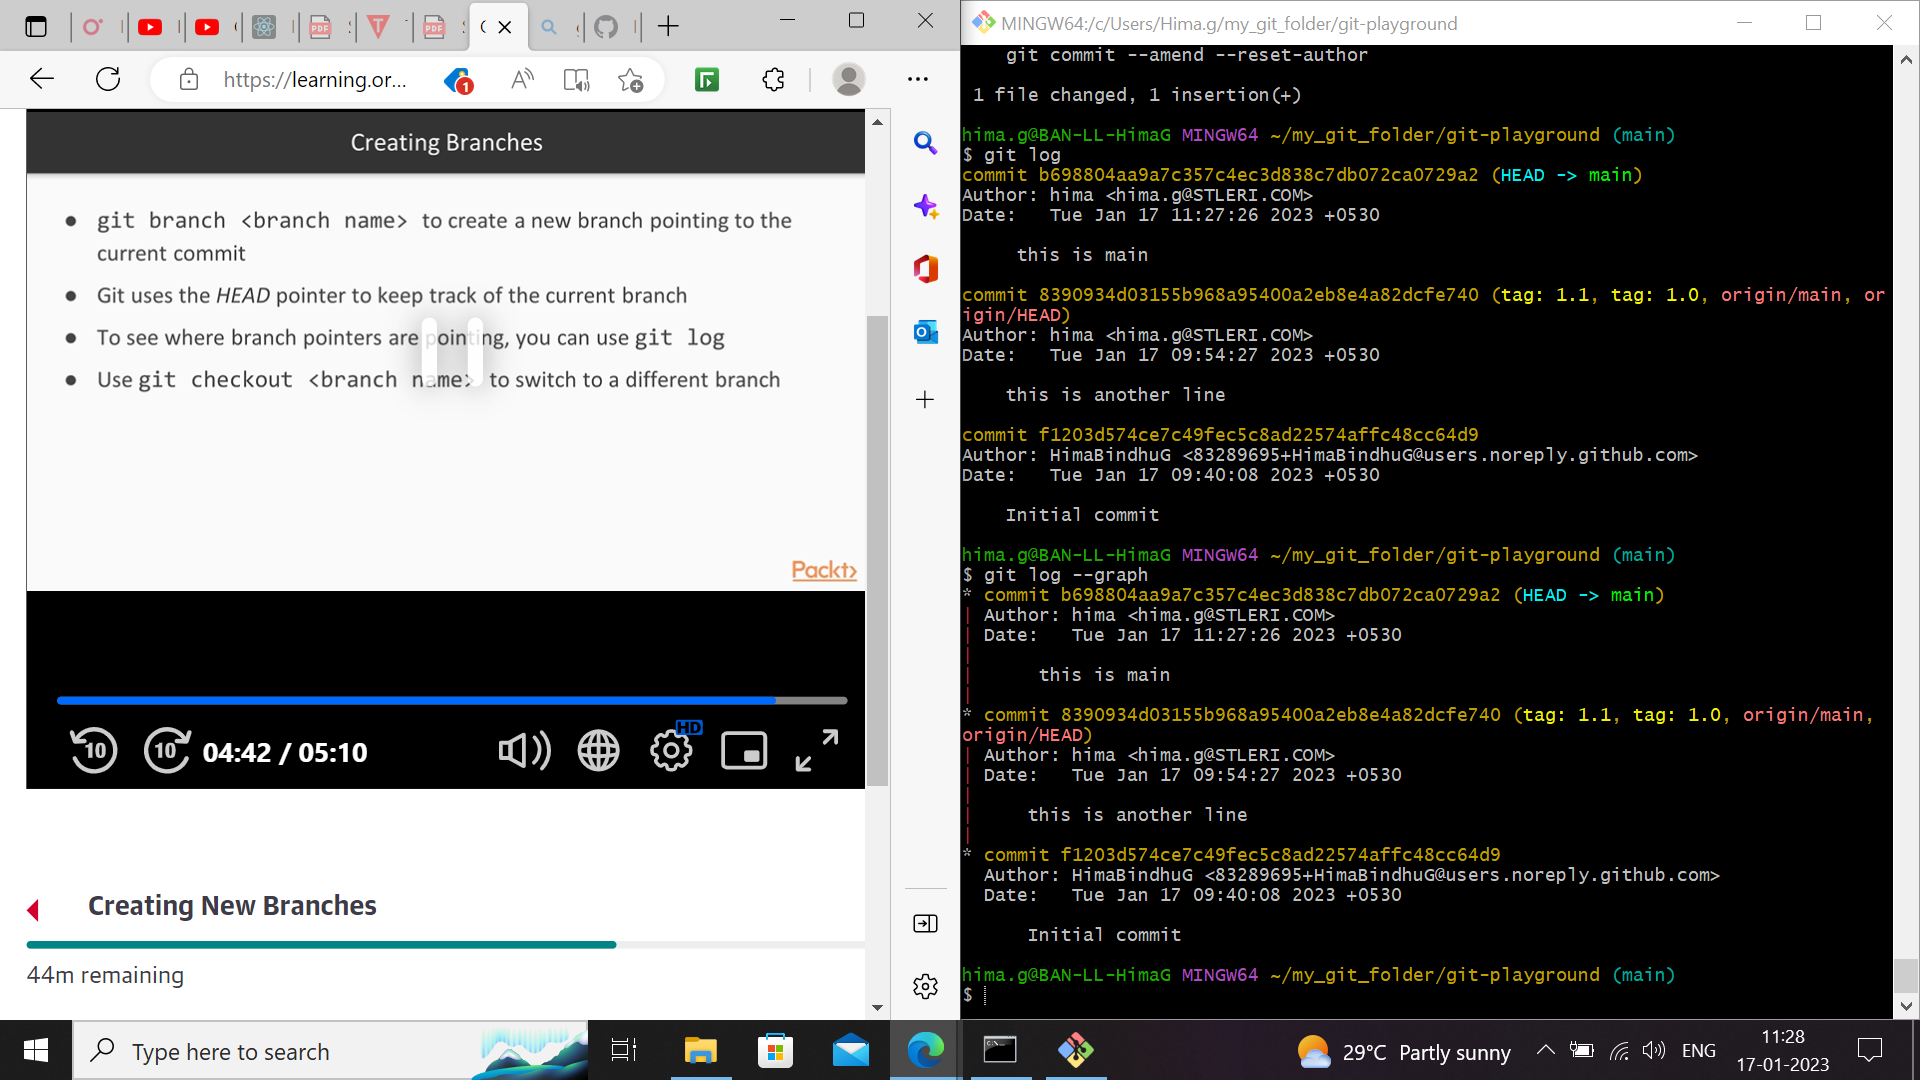 https://learning.or...
1
Creating Branches
● git branch <branch name> to create a new branch pointing to the
current commit
● Git uses the HEAD pointer to keep track of the current branch
● To see where branch pointers are pointing, you can use git log
● Use git checkout <branch name> to switch to a different branch
Packt>
10 10 04:42 / 05:10 HD
Creating New Branches
44m remaining
MINGW64:/c/Users/Hima.g/my_git_folder/git-playground
git commit --amend --reset-author
1 file changed, 1 insertion(+)
hima.g@BAN-LL-HimaG MINGW64 ~/my_git_folder/git-playground (main)
$ git log
commit b698804aa9a7c357c4ec3d838c7db072ca0729a2 (HEAD -> main)
Author: hima <hima.g@STLERI.COM>
Date:   Tue Jan 17 11:27:26 2023 +0530
this is main
commit 8390934d03155b968a95400a2eb8e4a82dcfe740 (tag: 1.1, tag: 1.0, origin/main, or
igin/HEAD)
Author: hima <hima.g@STLERI.COM>
Date:   Tue Jan 17 09:54:27 2023 +0530
this is another line
commit f1203d574ce7c49fec5c8ad22574affc48cc64d9
Author: HimaBindhuG <83289695+HimaBindhuG@users.noreply.github.com>
Date:   Tue Jan 17 09:40:08 2023 +0530
Initial commit
hima.g@BAN-LL-HimaG MINGW64 ~/my_git_folder/git-playground (main)
$ git log --graph
* commit b698804aa9a7c357c4ec3d838c7db072ca0729a2 (HEAD -> main)
| Author: hima <hima.g@STLERI.COM>
| Date:   Tue Jan 17 11:27:26 2023 +0530
|
|      this is main
|
* commit 8390934d03155b968a95400a2eb8e4a82dcfe740 (tag: 1.1, tag: 1.0, origin/main,
origin/HEAD)
| Author: hima <hima.g@STLERI.COM>
| Date:   Tue Jan 17 09:54:27 2023 +0530
|
|     this is another line
|
* commit f1203d574ce7c49fec5c8ad22574affc48cc64d9
Author: HimaBindhuG <83289695+HimaBindhuG@users.noreply.github.com>
Date:   Tue Jan 17 09:40:08 2023 +0530
Initial commit
hima.g@BAN-LL-HimaG MINGW64 ~/my_git_folder/git-playground (main)
$
Type here to search
29°C Partly sunny
ENG
11:28
17-01-2023